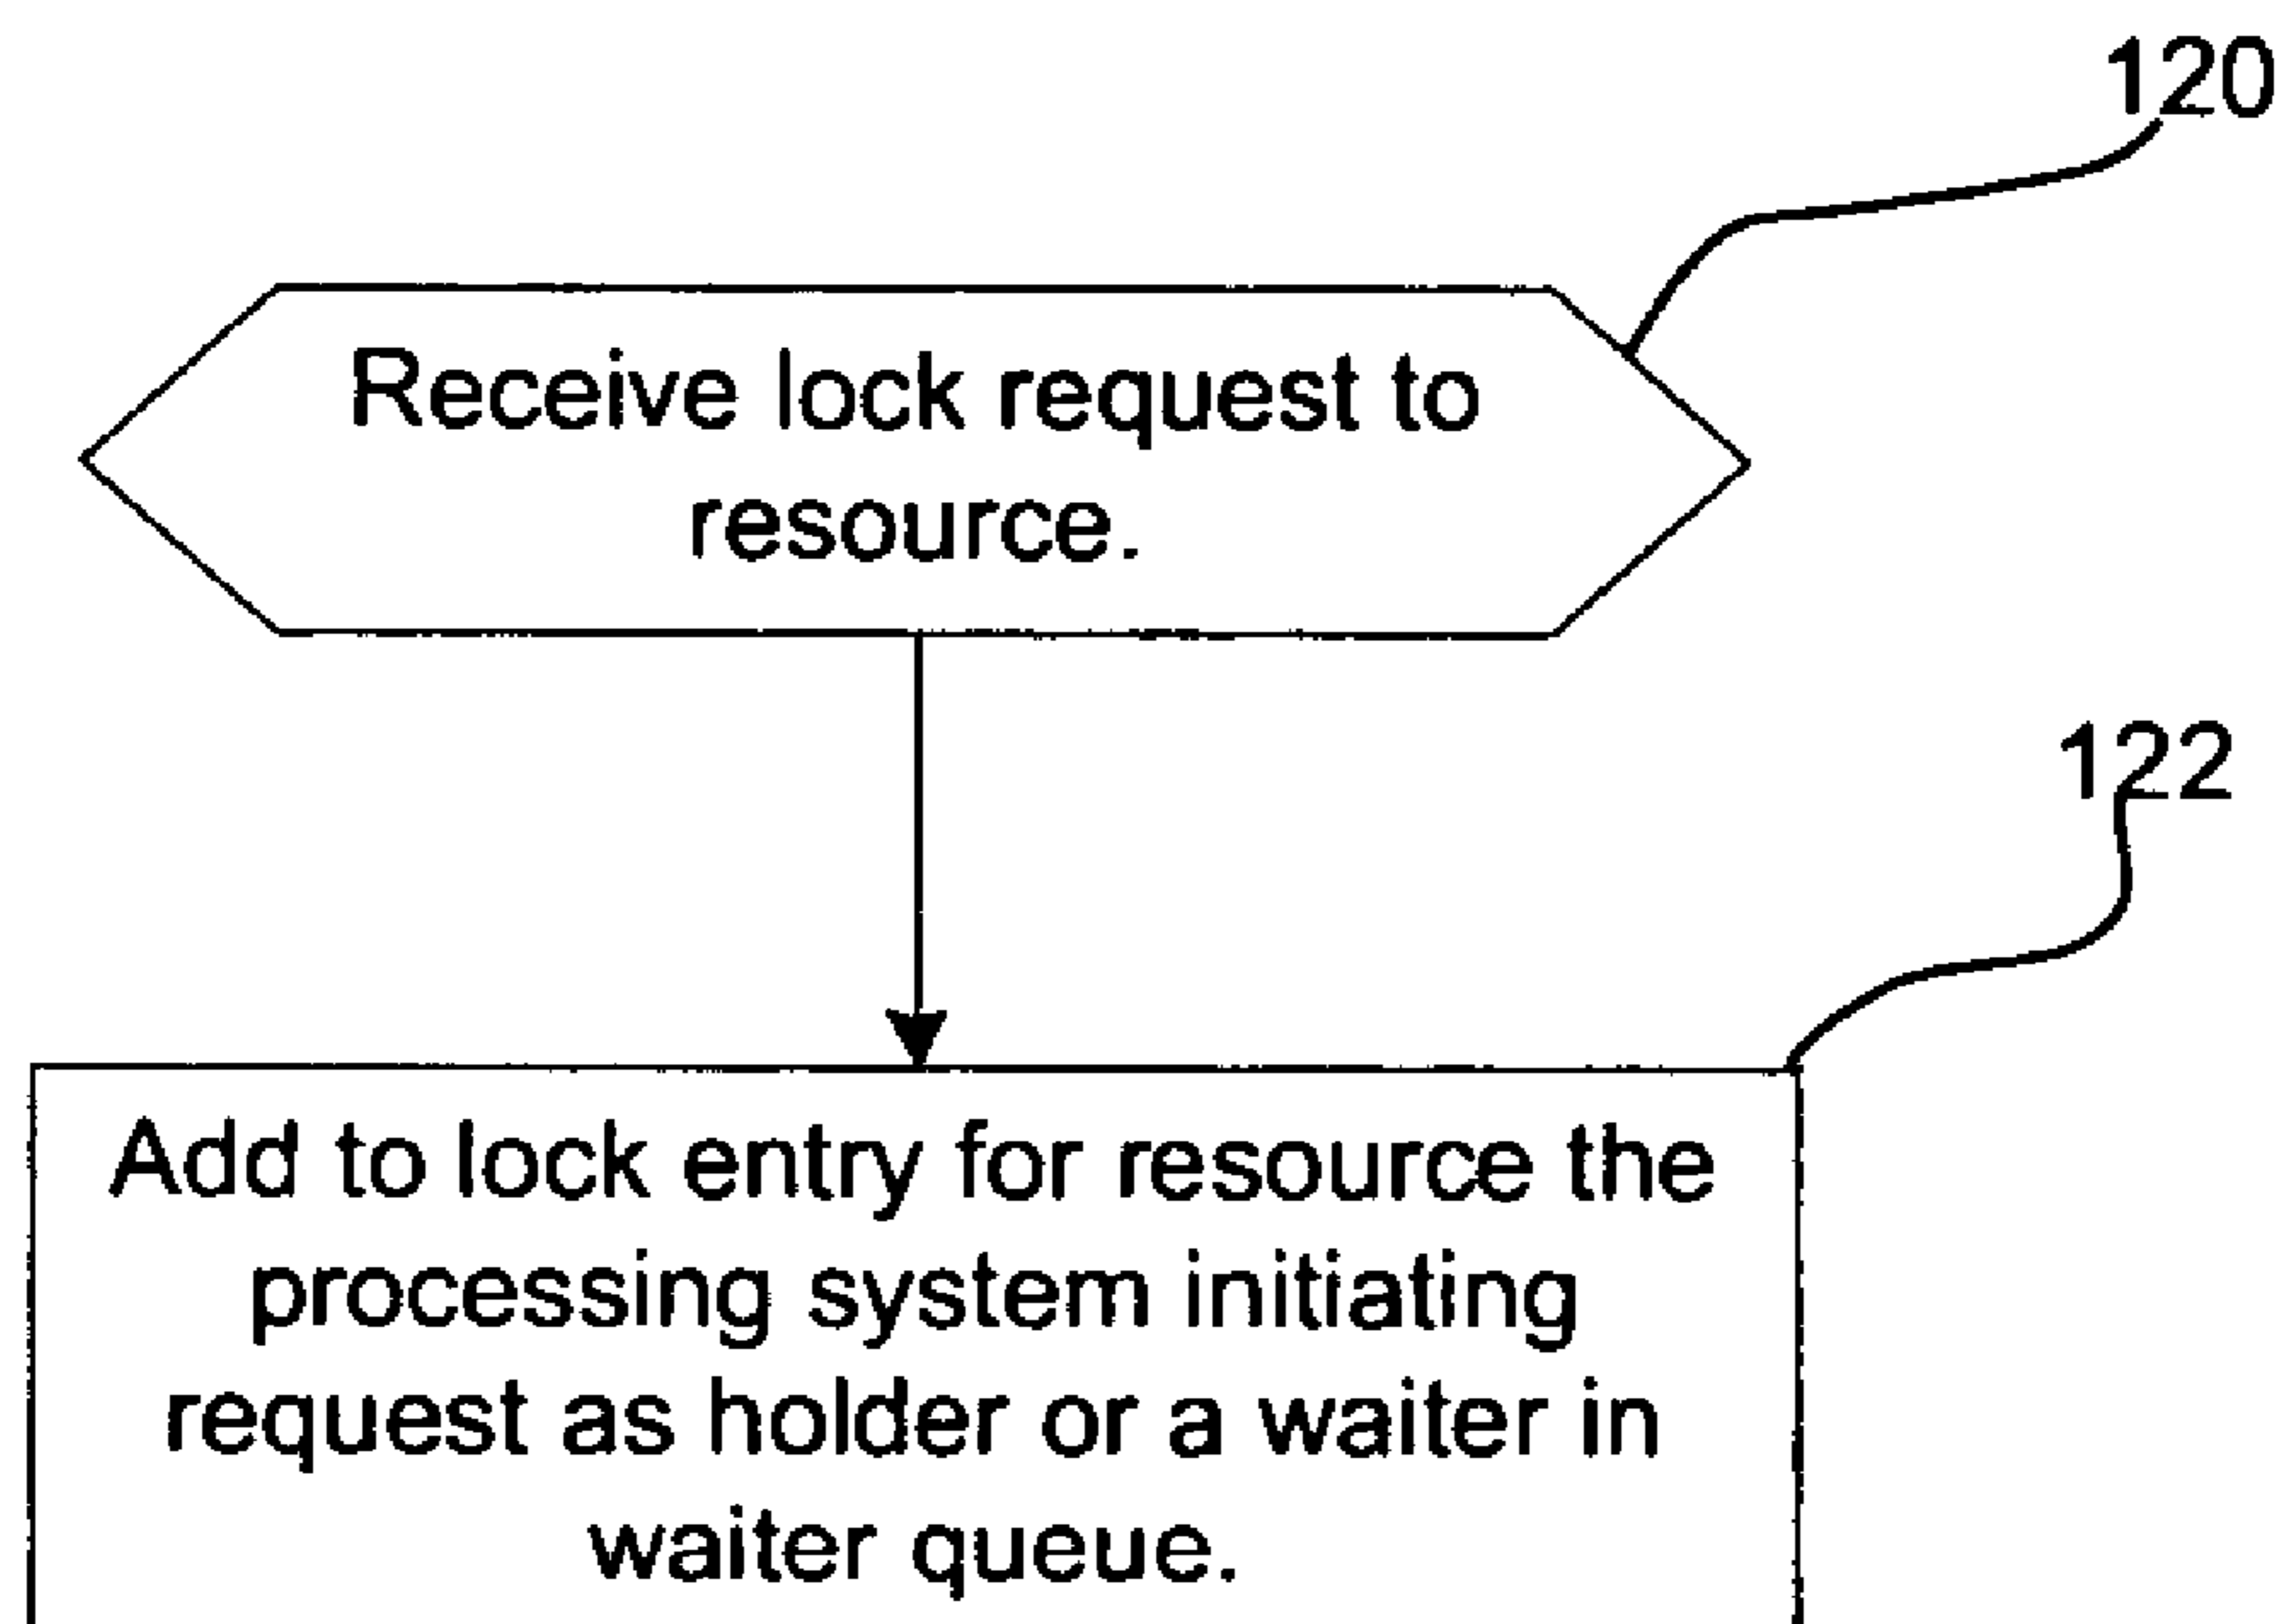 120
Receive lock request to
resource.
122
Add to lock entry for resource the
processing system initiating
request as holder or a waiter in
waiter queue.